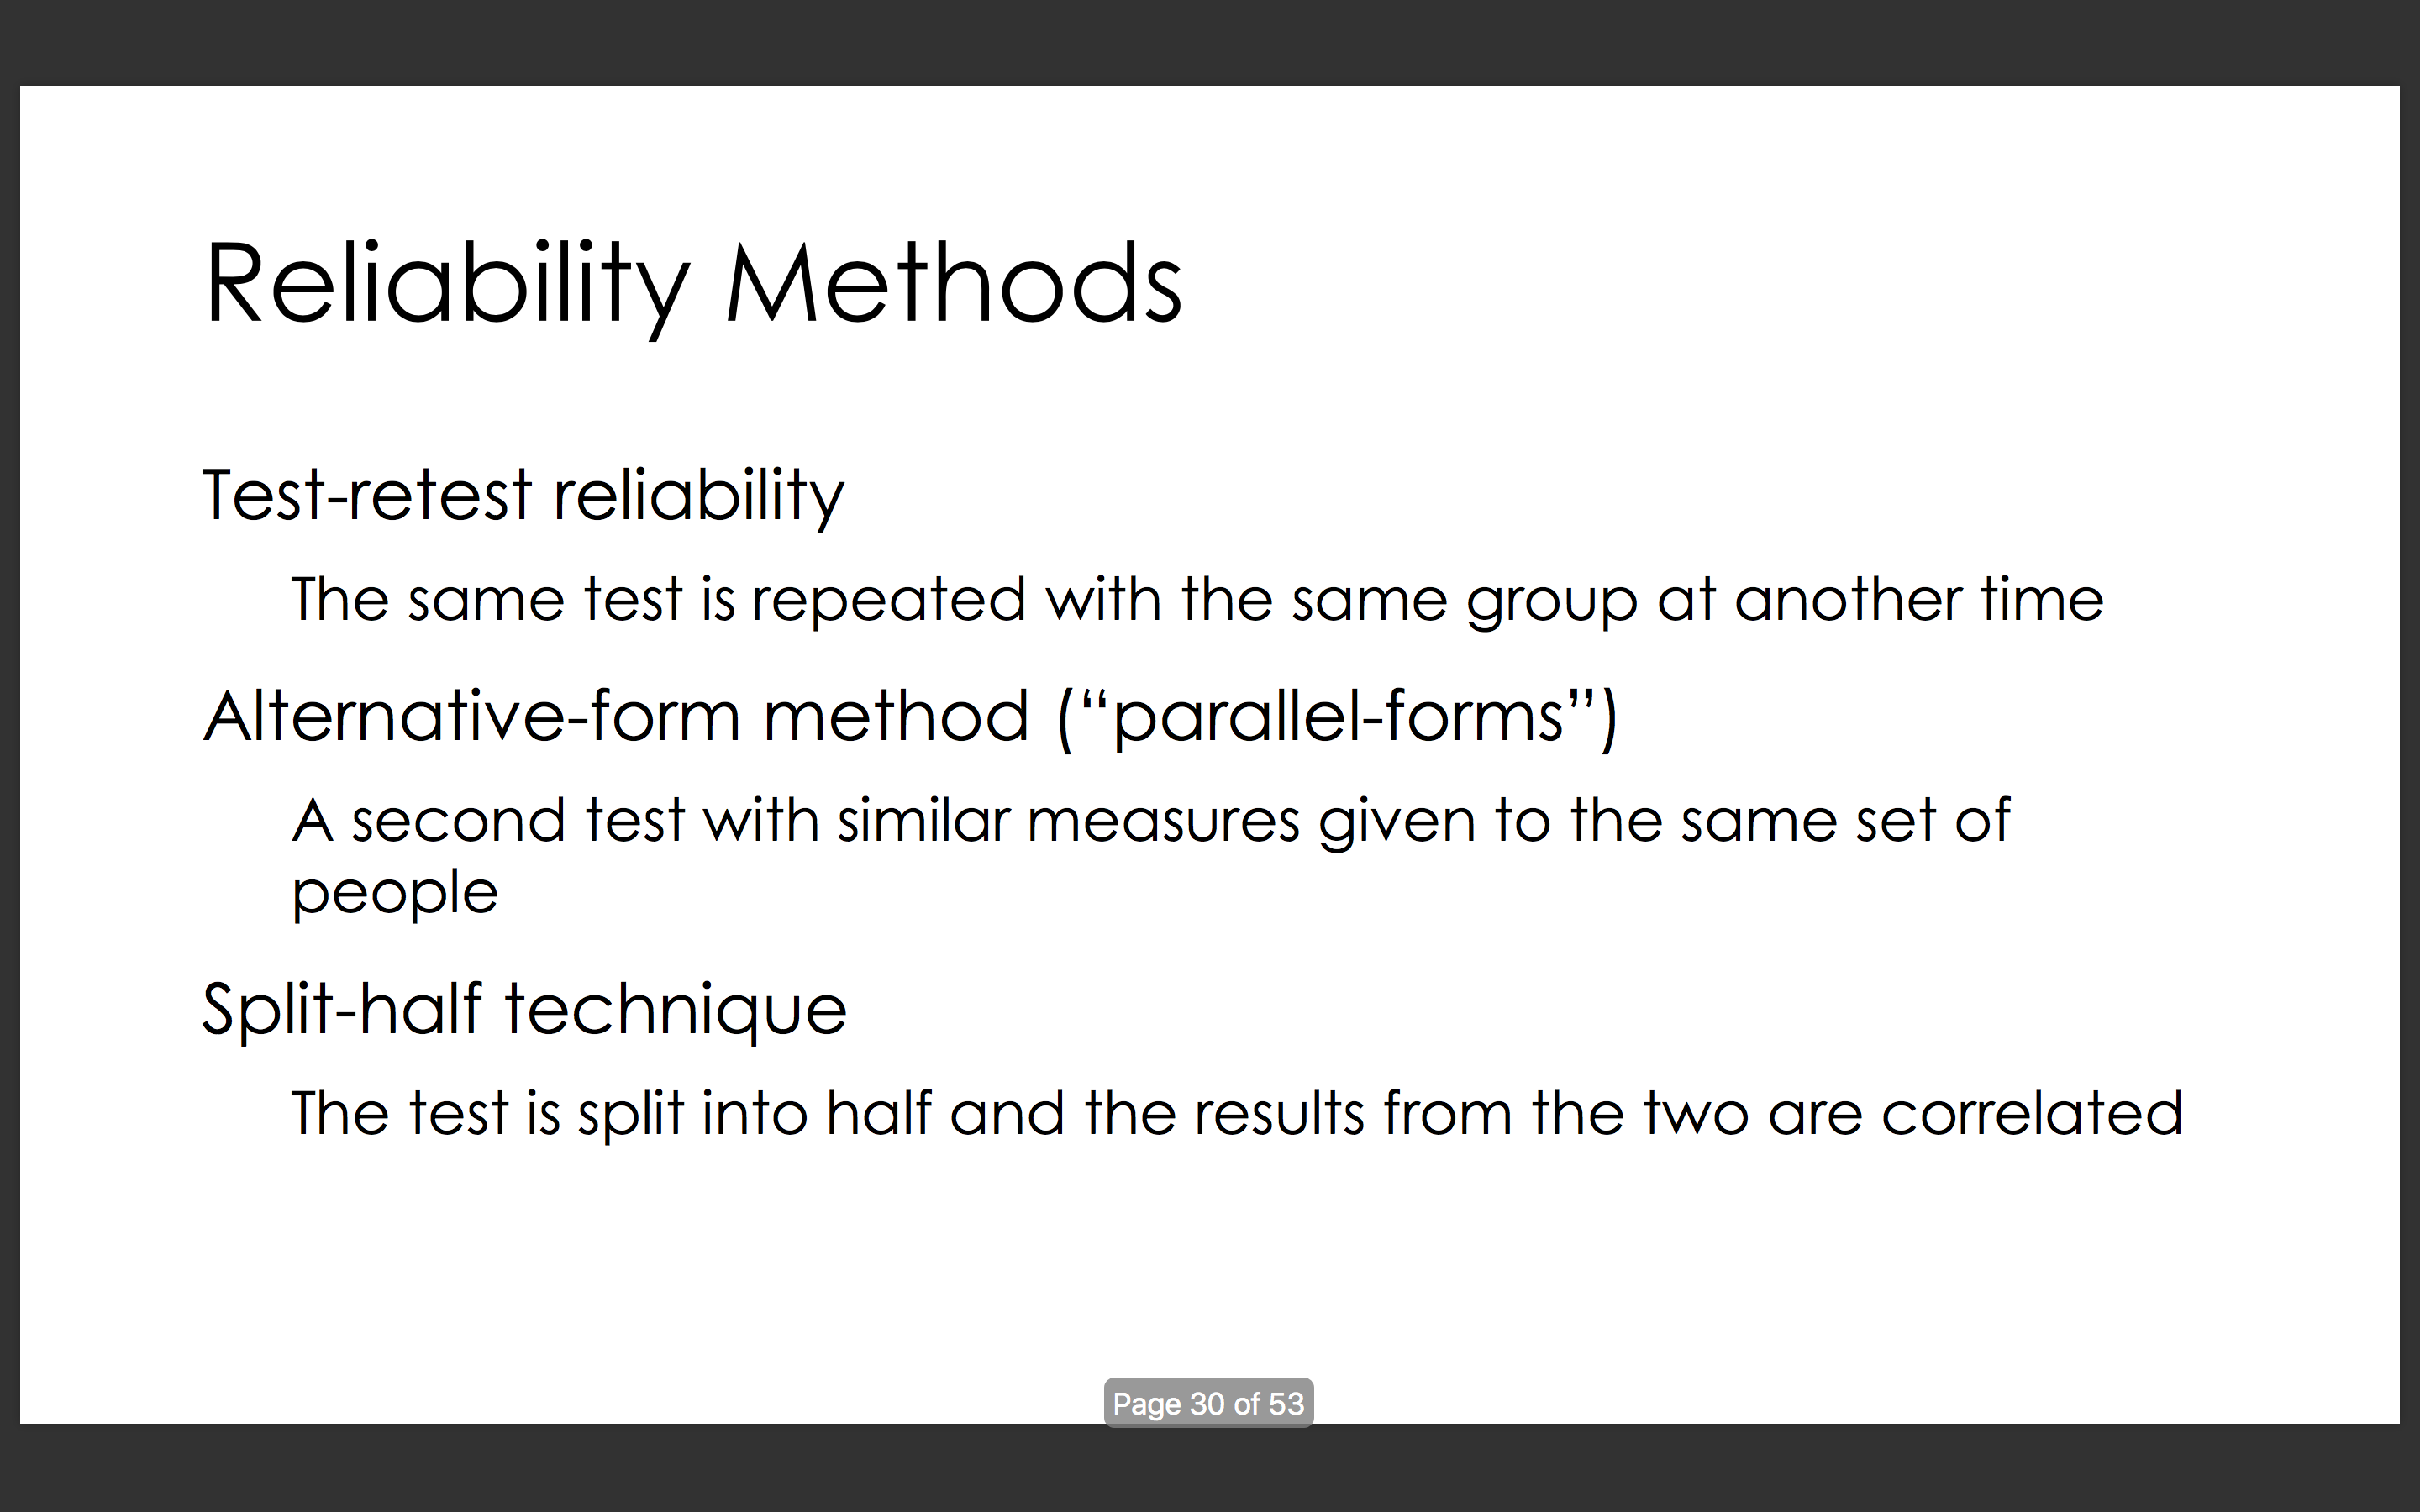 Reliability Methods
Test-retest reliability
The same test is repeated with the same group at another time
Alternative-form method (“parallel-forms”)
A second test with similar measures given to the same set of
people
Split-half technique
The test is split into half and the results from the two are correlated
Page 30 of 53